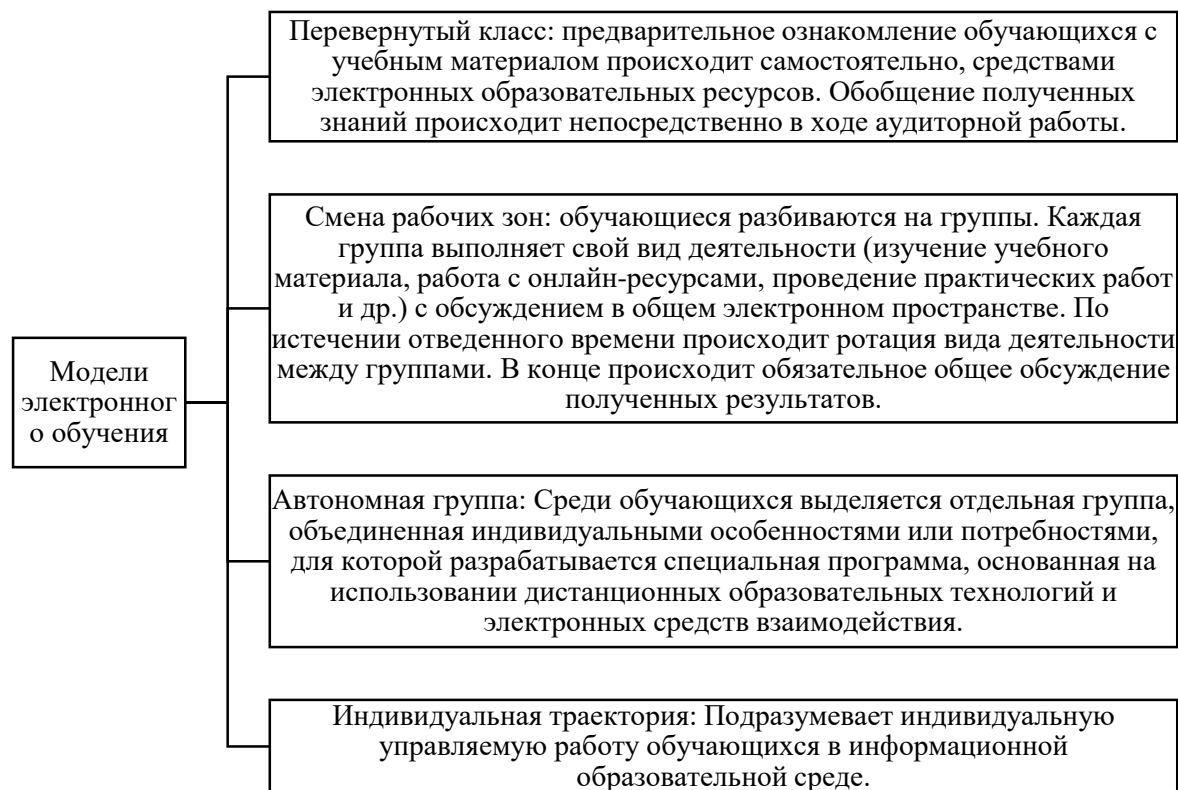 Перевернутый класс: предварительное ознакомление обучающихся с
учебным материалом происходит самостоятельно, средствами
электронных образовательных ресурсов. Обобщение полученных
знаний происходит непосредственно в ходе аудиторной работы.
Смена рабочих зон: обучающиеся разбиваются на группы. Каждая
группа выполняет свой вид деятельности (изучение учебного
материала, работа с онлайн-ресурсами, проведение практических работ
и др.) с обсуждением в общем электронном пространстве. По
истечении отведенного времени происходит ротация вида деятельности
между группами. В конце происходит обязательное общее обсуждение
полученных результатов.
Модели
электронног
о обучения
Автономная группа: Среди обучающихся выделяется отдельная группа,
объединенная индивидуальными особенностями или потребностями,
для которой разрабатывается специальная программа, основанная на
использовании дистанционных образовательных технологий и
электронных средств взаимодействия.
Индивидуальная траектория: Подразумевает индивидуальную
управляемую работу обучающихся в информационной
образовательной среде.